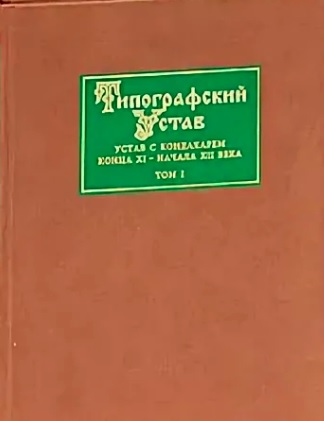 Типографский
Устав
УСТАВ С КОНДАКАРЕМ
КОНЦА XI – НАЧАЛА XII ВЕКА
ТОМ I